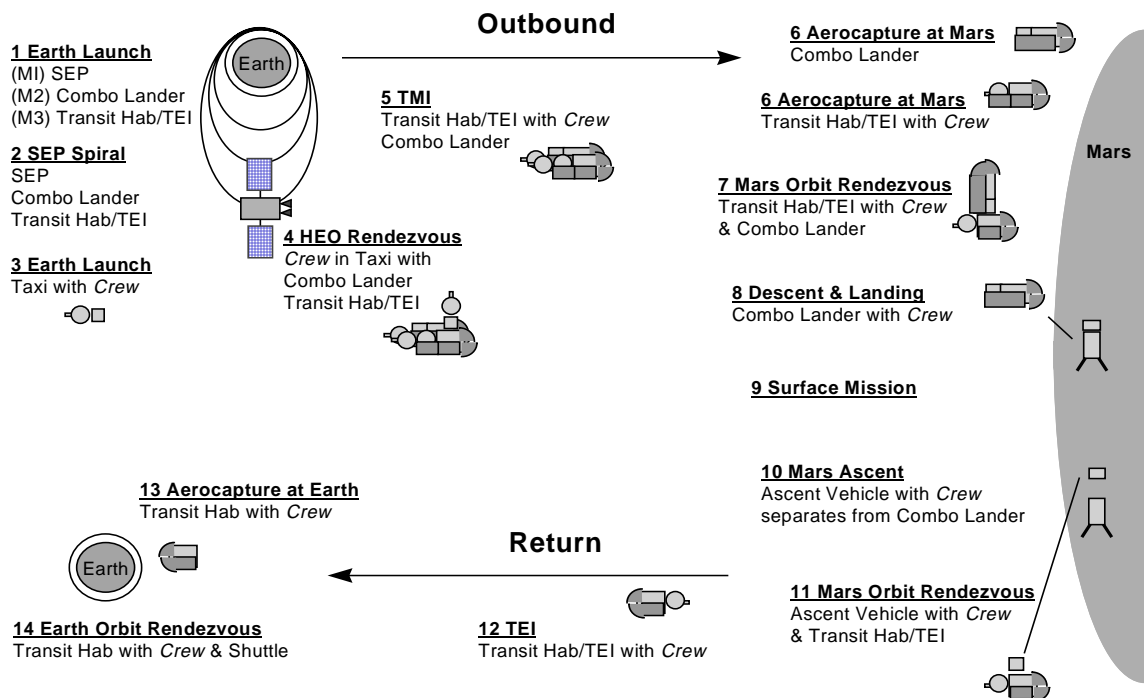 Outbound
1 Earth Launch
(MI) SEP
(M2) Combo Lander
(M3) Transit Hab/TEI
2 SEP Spiral
SEP
Combo Lander
Transit Hab/TEI
3 Earth Launch
Taxi with Crew
Earth
4 HEO Rendezvous
Crew in Taxi with
Combo Lander
Transit Hab/TEI
5 TMI
Transit Hab/TEI with Crew
Combo Lander
6 Aerocapture at Mars
Combo Lander
6 Aerocapture at Mars
Transit Hab/TEI with Crew
Mars
7 Mars Orbit Rendezvous
Transit Hab/TEI with Crew
& Combo Lander
8 Descent & Landing
Combo Lander with Crew
9 Surface Mission
10 Mars Ascent
Ascent Vehicle with Crew
separates from Combo Lander
11 Mars Orbit Rendezvous
Ascent Vehicle with Crew
& Transit Hab/TEI
Return
12 TEI
Transit Hab/TEI with Crew
13 Aerocapture at Earth
Transit Hab with Crew
Earth
14 Earth Orbit Rendezvous
Transit Hab with Crew & Shuttle